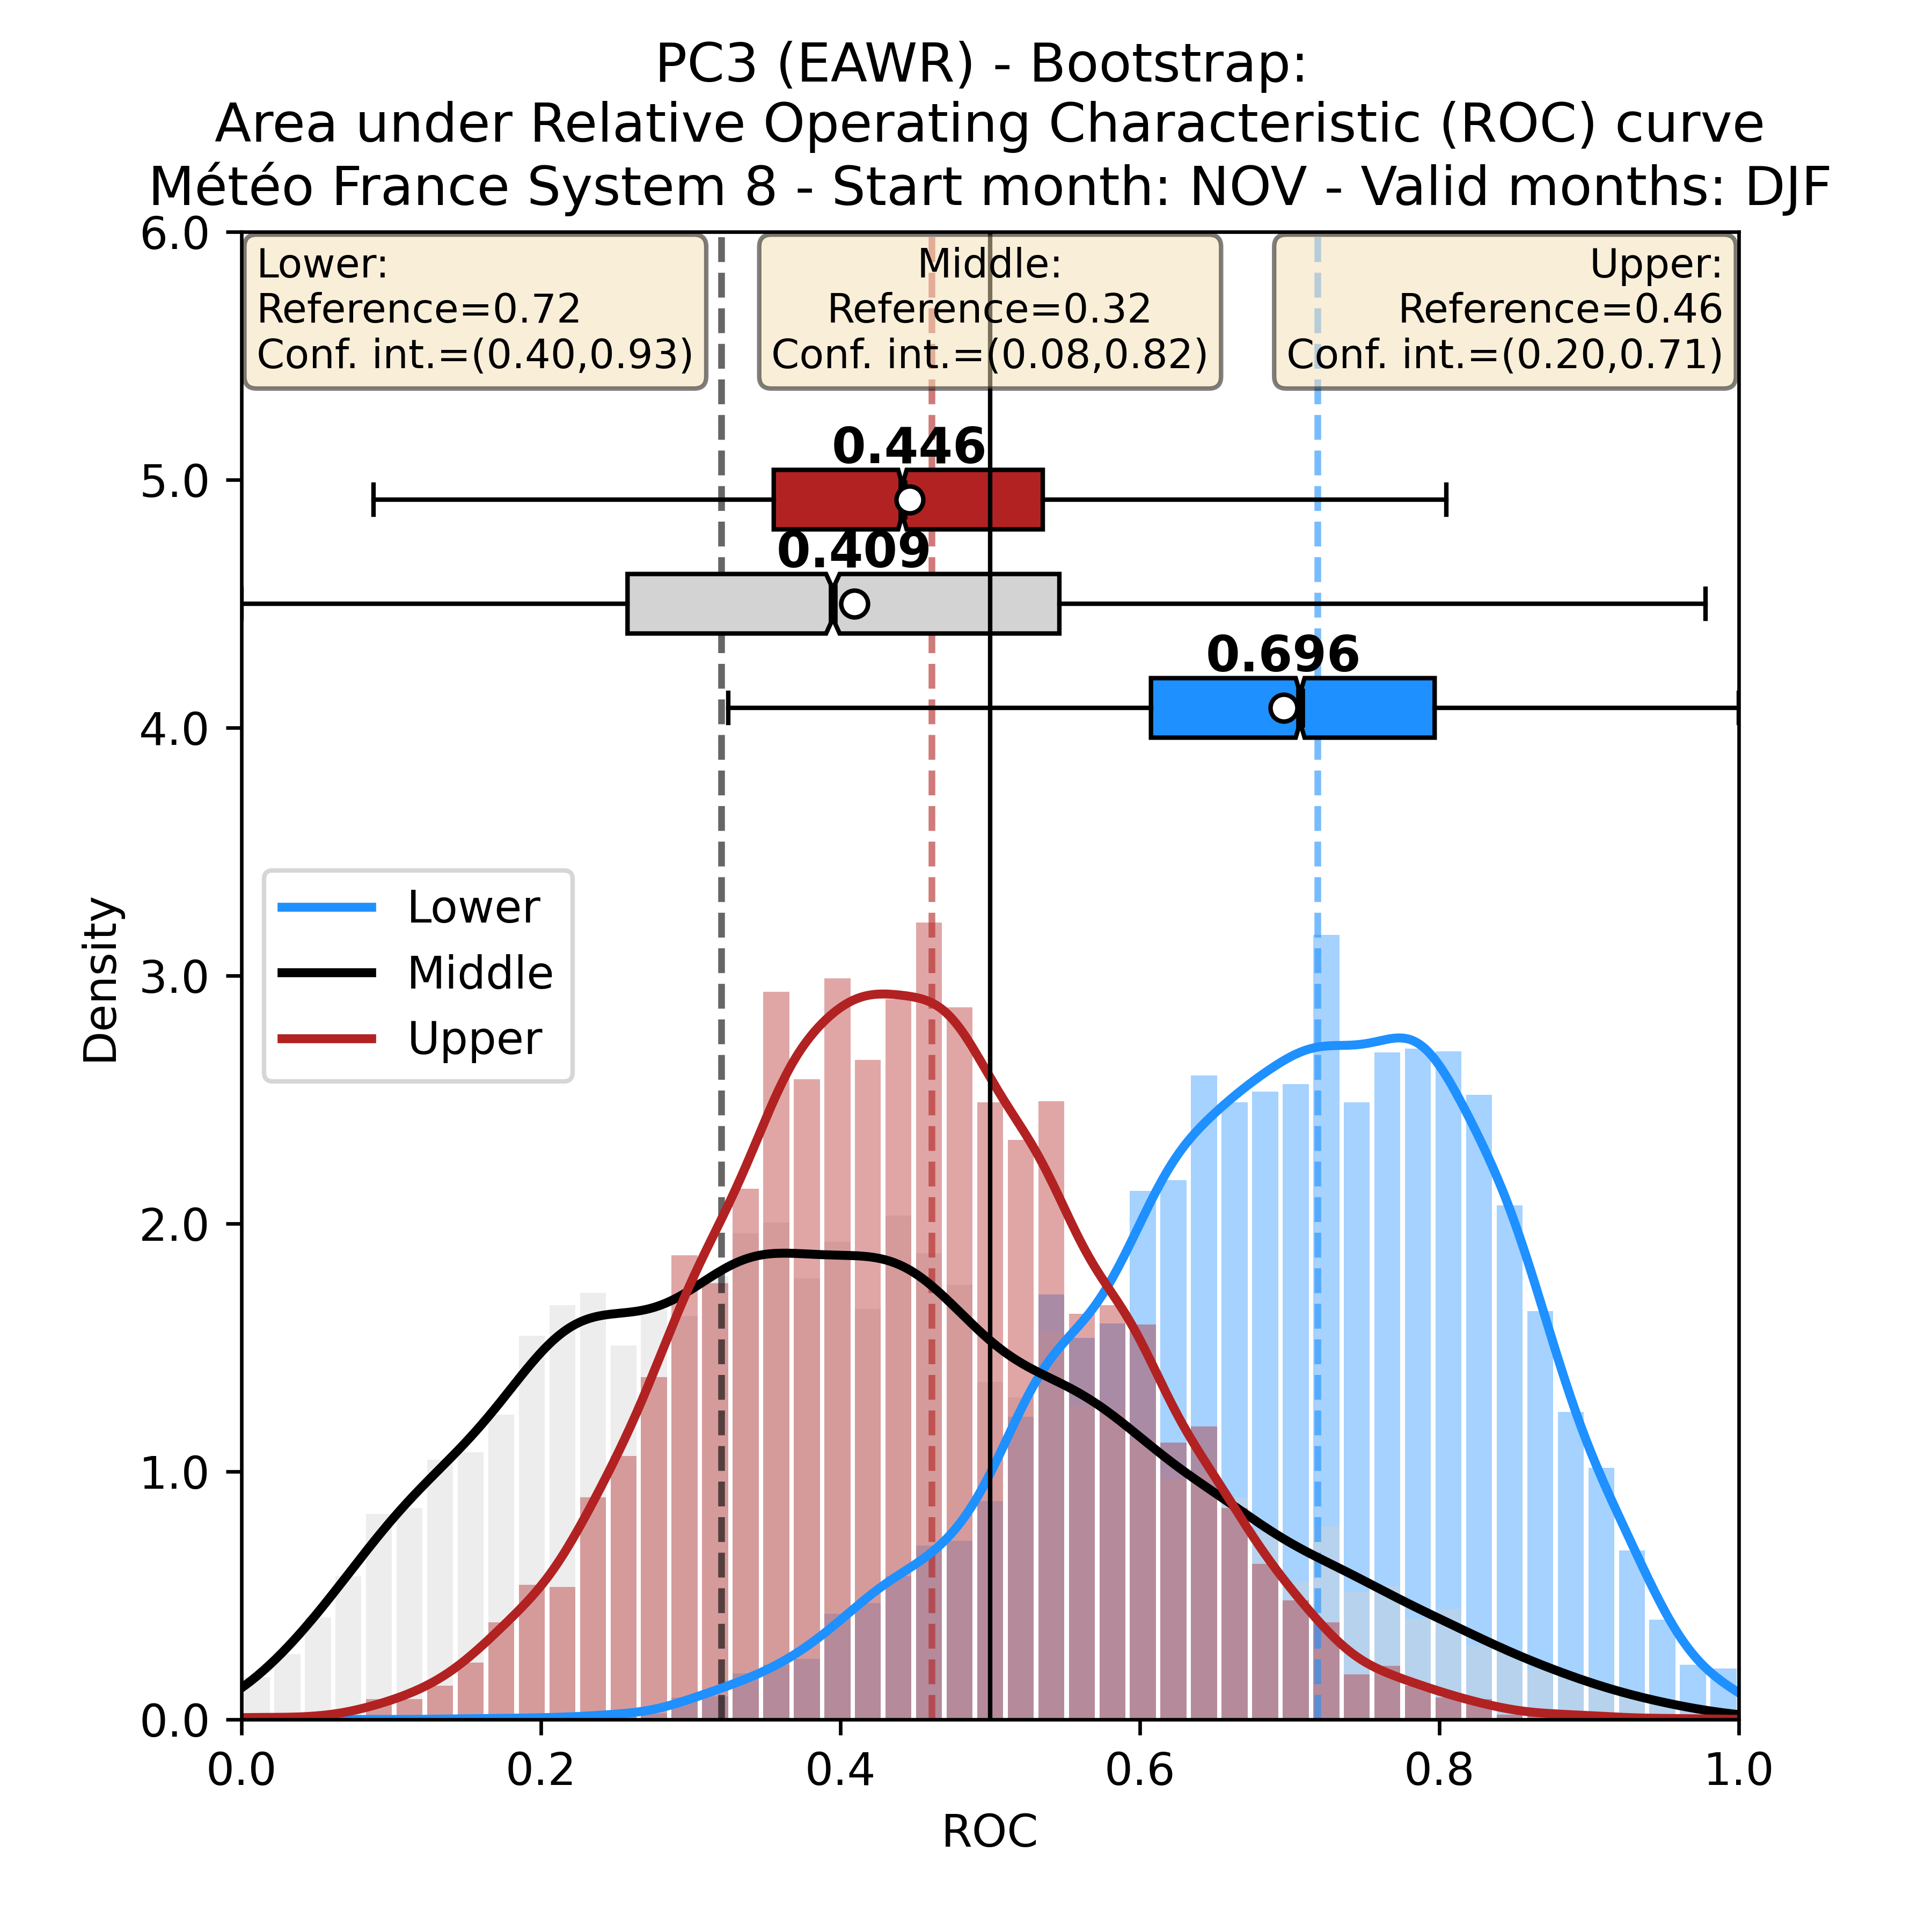 PC3 (EAWR) - Bootstrap:
Area under Relative Operating Characteristic (ROC) curve
Météo France System 8 - Start month: NOV - Valid months: DJF
Lower:
Reference=0.72
Conf. int.=(0.40,0.93)
Middle:
Reference=0.32
Conf. int.=(0.08,0.82)
Upper:
Reference=0.46
Conf. int.=(0.20,0.71)
0.446
0.409
0.696
6.0
5.0
4.0
3.0
2.0
1.0
0.0
Density
Lower
Middle
Upper
0.0
0.2
0.4
0.6
0.8
1.0
ROC